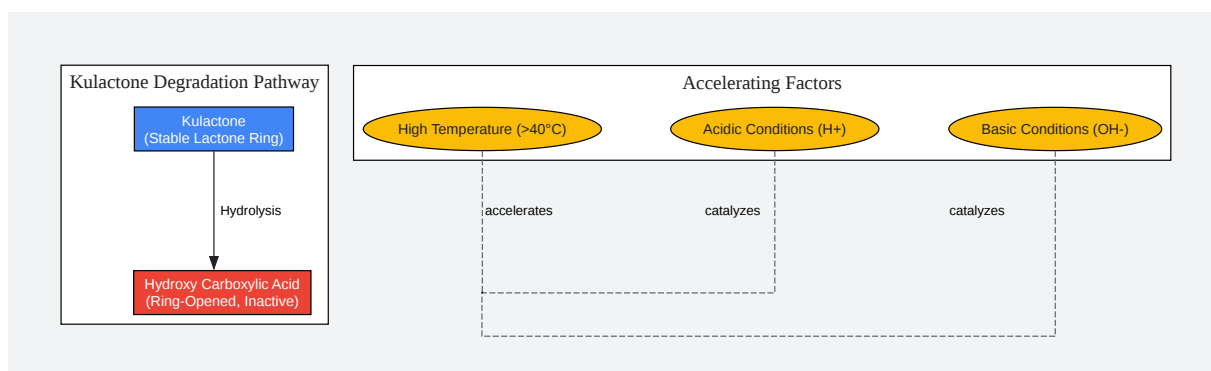 Kulactone Degradation Pathway
Kulactone
(Stable Lactone Ring)
Hydrolysis
Hydroxy Carboxylic Acid
(Ring-Opened, Inactive)
Accelerating Factors
High Temperature (>40°C)
Acidic Conditions (H+)
Basic Conditions (OH-)
accelerates
catalyzes
catalyzes